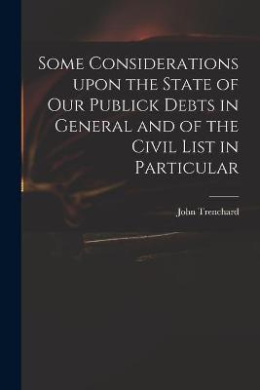 Some Considerations
upon the State of
Our Publick Debts in
General and of the
Civil List in
Particular
John Trenchard